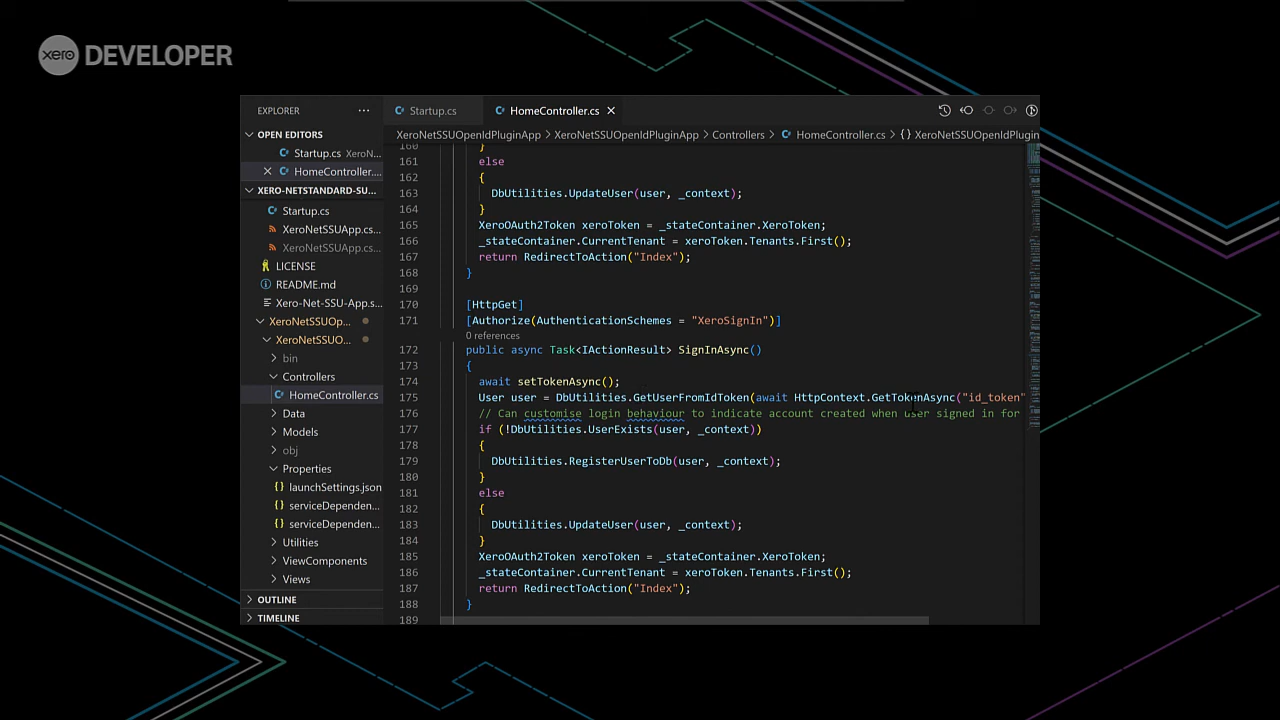 xero DEVELOPER
EXPLORER ···
OPEN EDITORS
Startup.cs XeroN...
HomeController....
XERO-NETSTANDARD-SU...
Startup.cs
XeroNetSSUApp.cs...
XeroNetSSUApp.cs...
LICENSE
README.md
Xero-Net-SSU-App.s...
XeroNetSSUOp...
XeroNetSSUO...
bin
Controllers
HomeController.cs
Data
Models
obj
Properties
launchSettings.json
serviceDependen...
serviceDependen...
Utilities
ViewComponents
Views
OUTLINE
TIMELINE
Startup.cs HomeController.cs
XeroNetSSUOpenIdPluginApp > XeroNetSSUOpenIdPluginApp > Controllers > HomeController.cs > {} XeroNetSSUOpenIdPlugin
160 }
161 else
162 {
163 DbUtilities.UpdateUser(user, _context);
164 }
165 XeroOAuth2Token xeroToken = _stateContainer.XeroToken;
166 _stateContainer.CurrentTenant = xeroToken.Tenants.First();
167 return RedirectToAction("Index");
168 }
169
170 [HttpGet]
171 [Authorize(AuthenticationSchemes = "XeroSignIn")]
0 references
172 public async Task<IActionResult> SignInAsync()
173 {
174 await setTokenAsync();
175 User user = DbUtilities.GetUserFromIdToken(await HttpContext.GetTokenAsync("id_token"
176 // Can customise login behaviour to indicate account created when user signed in for
177 if (!DbUtilities.UserExists(user, _context))
178 {
179 DbUtilities.RegisterUserToDb(user, _context);
180 }
181 else
182 {
183 DbUtilities.UpdateUser(user, _context);
184 }
185 XeroOAuth2Token xeroToken = _stateContainer.XeroToken;
186 _stateContainer.CurrentTenant = xeroToken.Tenants.First();
187 return RedirectToAction("Index");
188 }
189